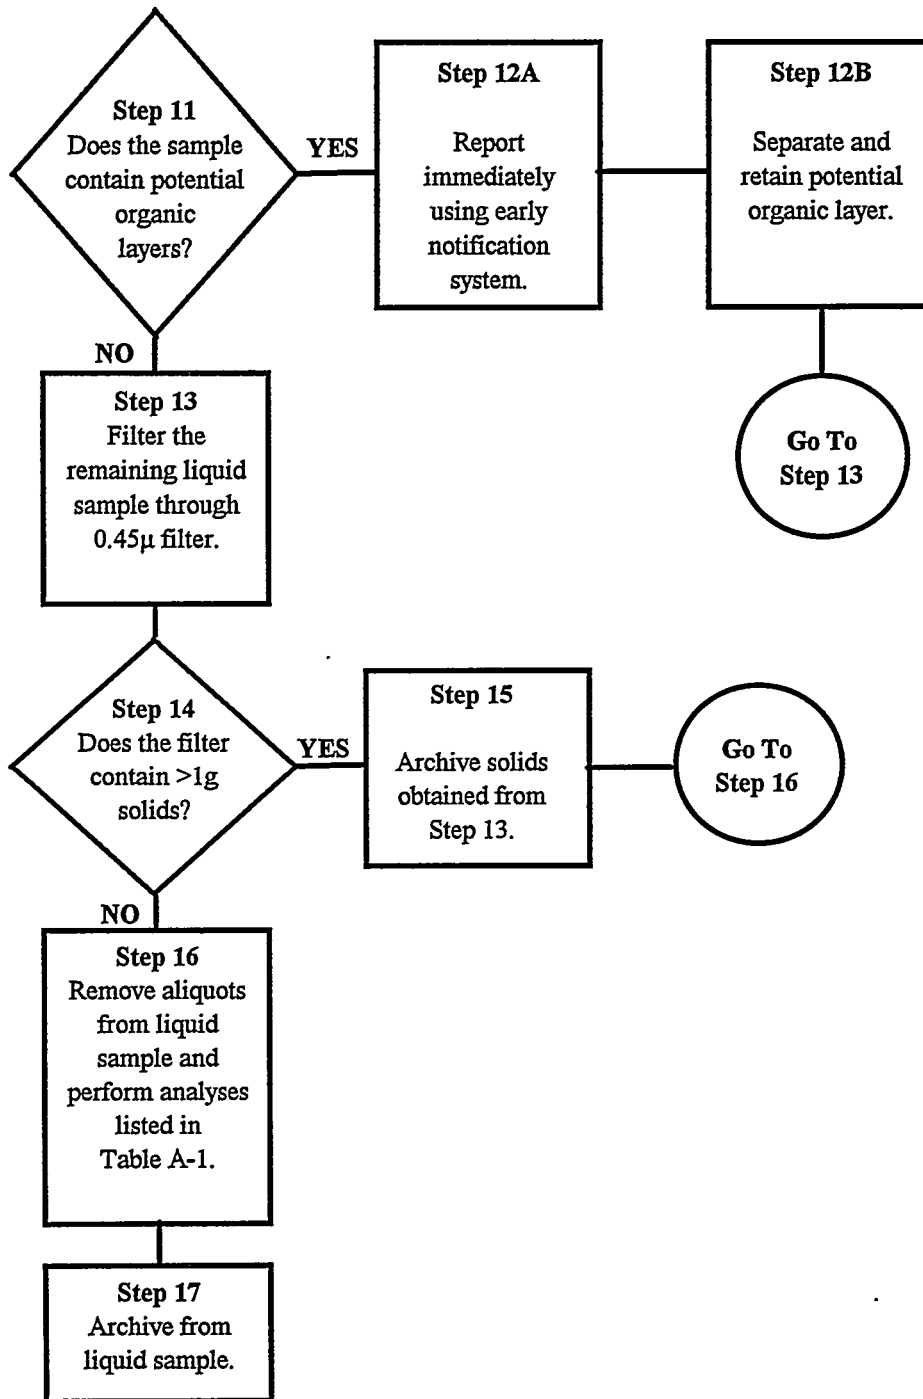 Step 11
Does the sample
contain potential
organic
layers?
YES
Step 12A
Report
immediately
using early
notification
system.
Step 12B
Separate and
retain potential
organic layer.
Go To
Step 13
NO
Step 13
Filter the
remaining liquid
sample through
0.45µ filter.
Step 14
Does the filter
contain >1g
solids?
YES
Step 15
Archive solids
obtained from
Step 13.
Go To
Step 16
NO
Step 16
Remove aliquots
from liquid
sample and
perform analyses
listed in
Table A-1.
Step 17
Archive from
liquid sample.